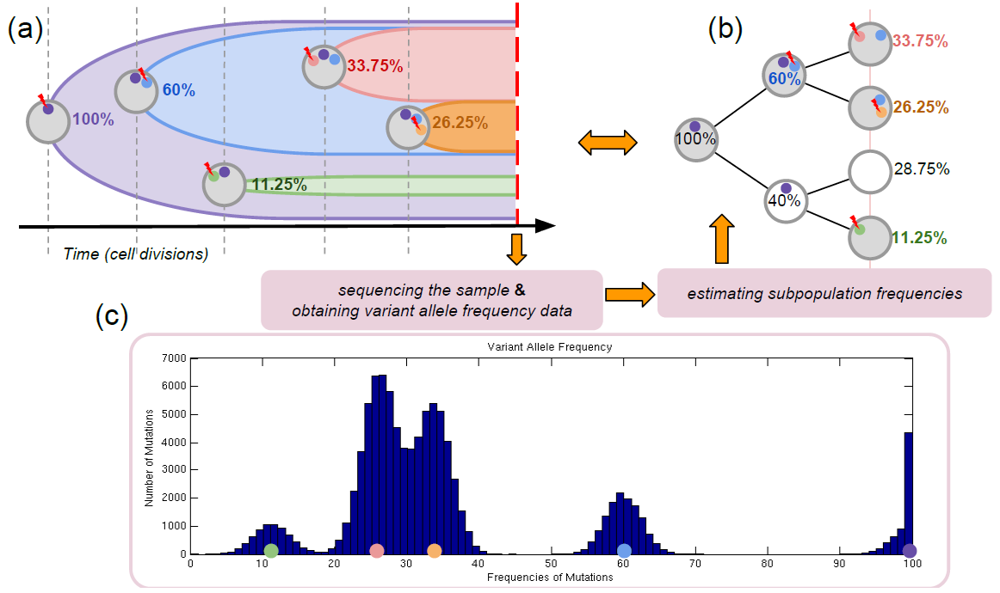 (a)
100%
60%
33.75%
26.25%
11.25%
Time (cell divisions)
(b)
100%
60%
40%
33.75%
26.25%
28.75%
11.25%
sequencing the sample &
obtaining variant allele frequency data
estimating subpopulation frequencies
(c)
Variant Allele Frequency
Number of Mutations
7000
6000
5000
4000
3000
2000
1000
0
0 10 20 30 40 50 60 70 80 90 100
Frequencies of Mutations